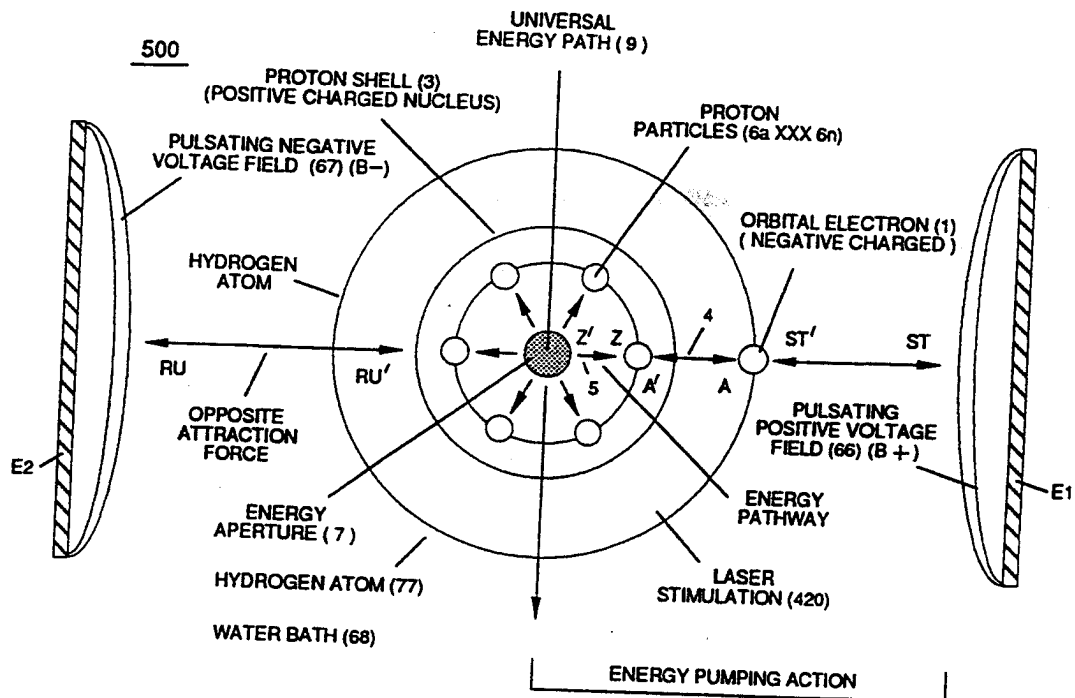 500
UNIVERSAL
ENERGY PATH (9)
PROTON SHELL (3)
(POSITIVE CHARGED NUCLEUS)
PROTON
PARTICLES (6a XXX 6n)
PULSATING NEGATIVE
VOLTAGE FIELD (67) (B-)
ORBITAL ELECTRON (1)
(NEGATIVE CHARGED)
HYDROGEN
ATOM
4
Z' Z
ST' ST
RU RU'
5
A' A
OPPOSITE
ATTRACTION
FORCE
PULSATING
POSITIVE VOLTAGE
FIELD (66) (B +)
E2
E1
ENERGY
APERTURE (7)
ENERGY
PATHWAY
HYDROGEN ATOM (77)
LASER
STIMULATION (420)
WATER BATH (68)
ENERGY PUMPING ACTION